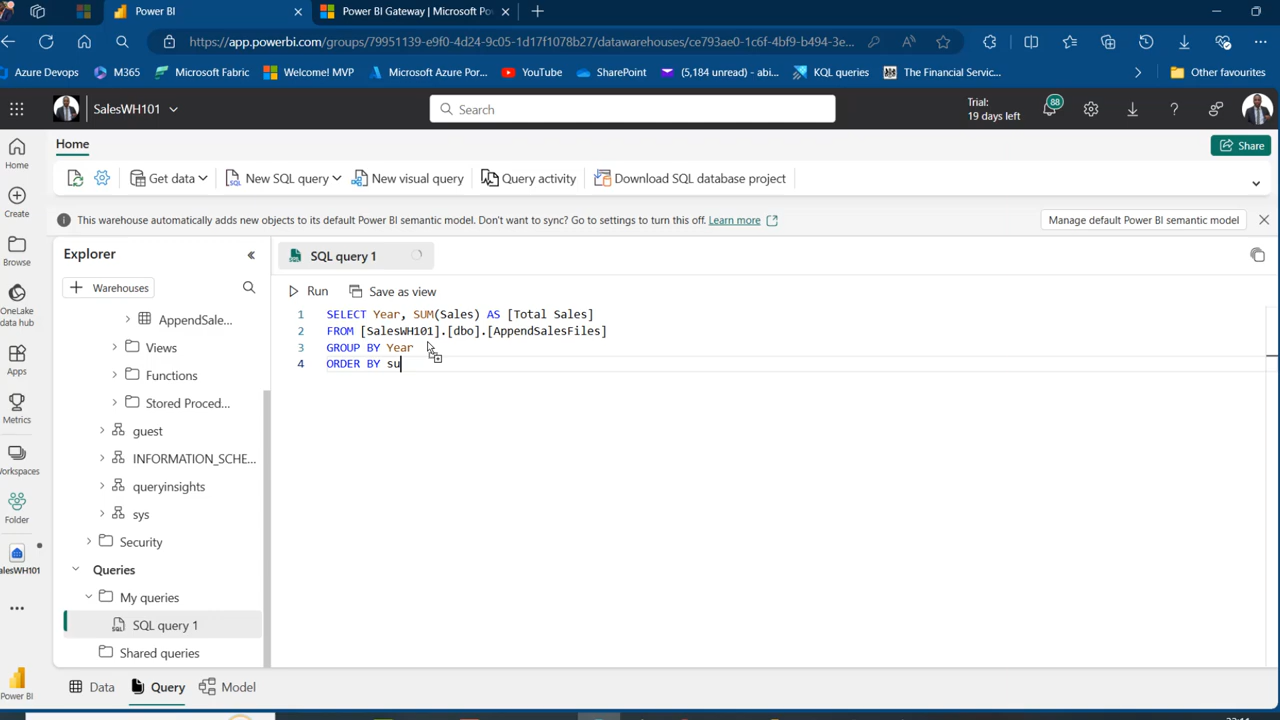 Power BI
Power BI Gateway | Microsoft Po
https://app.powerbi.com/groups/79951139-e9f0-4d24-9c05-1d17f1078b27/datawarehouses/ce793ae0-1c6f-4bf9-b494-3e...
Azure Devops
M365
Microsoft Fabric
Welcome! MVP
Microsoft Azure Por...
YouTube
SharePoint
(5,184 unread) - abi...
KQL queries
The Financial Servic...
Other favourites
SalesWH101
Search
Trial:
19 days left
88
Home
Home
Share
Get data
New SQL query
New visual query
Query activity
Download SQL database project
Create
This warehouse automatically adds new objects to its default Power BI semantic model. Don't want to sync? Go to settings to turn this off. Learn more
Manage default Power BI semantic model
Browse
Explorer
SQL query 1
Warehouses
Run
Save as view
OneLake
data hub
AppendSale...
1 SELECT Year, SUM(Sales) AS [Total Sales]
2 FROM [SalesWH101].[dbo].[AppendSalesFiles]
3 GROUP BY Year
4 ORDER BY su
Views
Apps
Functions
Stored Proced...
Metrics
guest
INFORMATION_SCHE...
Workspaces
queryinsights
sys
Folder
Security
alesWH101
Queries
My queries
SQL query 1
Shared queries
Power BI
Data
Query
Model